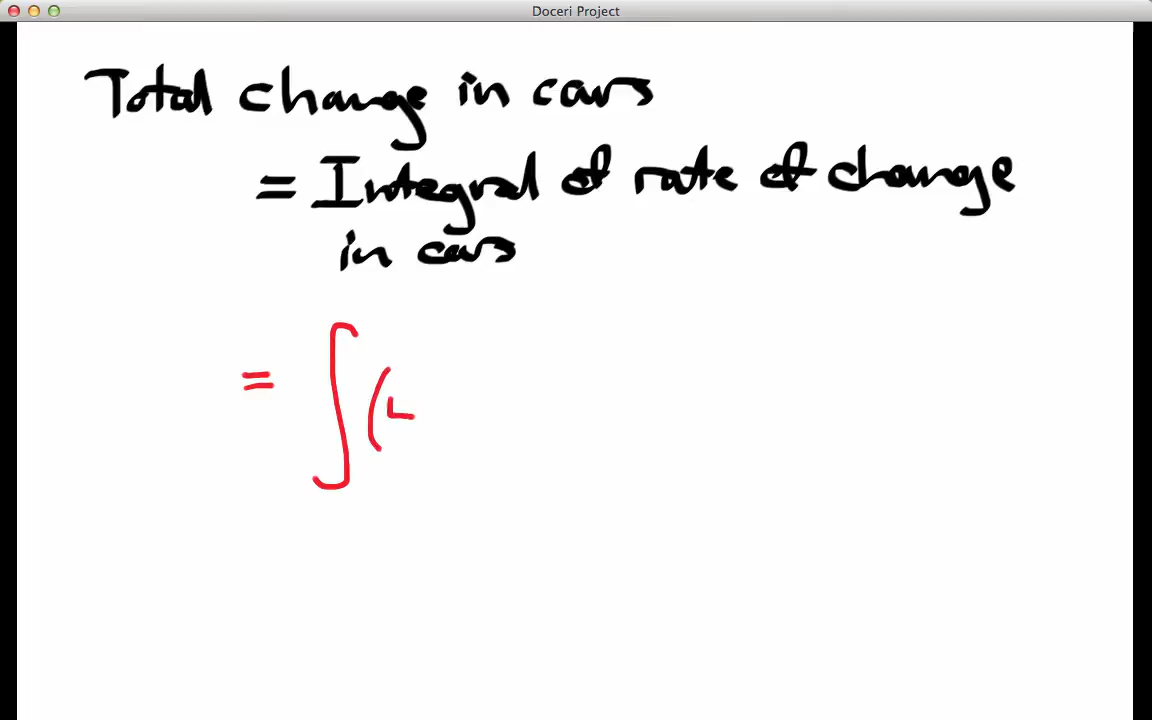 Doceri Project
Total change in cars
= Integral of rate of change
in cars
= ∫ (